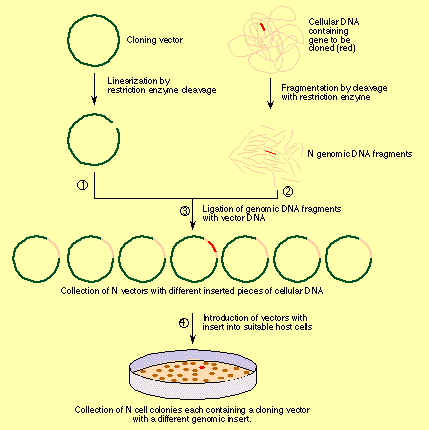 Cloning vector
Cellular DNA
containing
gene to be
cloned (red)
Linearization by
restriction enzyme cleavage
Fragmentation by cleavage
with restriction enzyme
N genomic DNA fragments
1
2
3
Ligation of genomic DNA fragments
with vector DNA
Collection of N vectors with different inserted pieces of cellular DNA
4
Introduction of vectors with
insert into suitable host cells
Collection of N cell colonies each containing a cloning vector
with a different genomic insert.